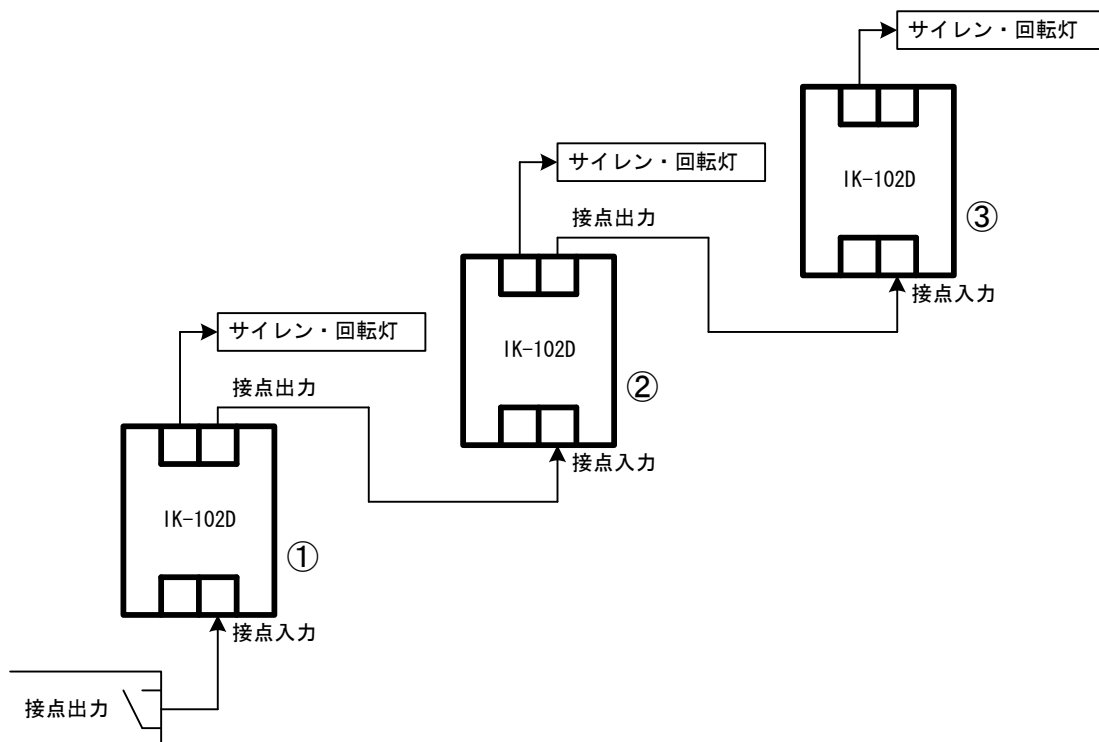 サイレン・回転灯
IK-102D
③
接点入力
サイレン・回転灯
接点出力
IK-102D
②
接点入力
サイレン・回転灯
接点出力
IK-102D
①
接点入力
接点出力